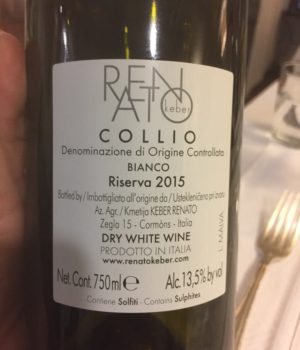 RENATO
keber
COLLIO
Denominazione di Origine Controllata
BIANCO
Riserva 2015
Bottled by / Imbottigliato all'origine da / Ustekleničeno pri izvoru
Az. Agr. / Kmetija KEBER RENATO
Zegla 15 - Cormòns - Italia
DRY WHITE WINE
PRODOTTO IN ITALIA
www.renatokeber.com
Net. Cont. 750ml e Alc.13,5% by vol
Contiene Solfiti - Contains Sulphites
L. MAIVA